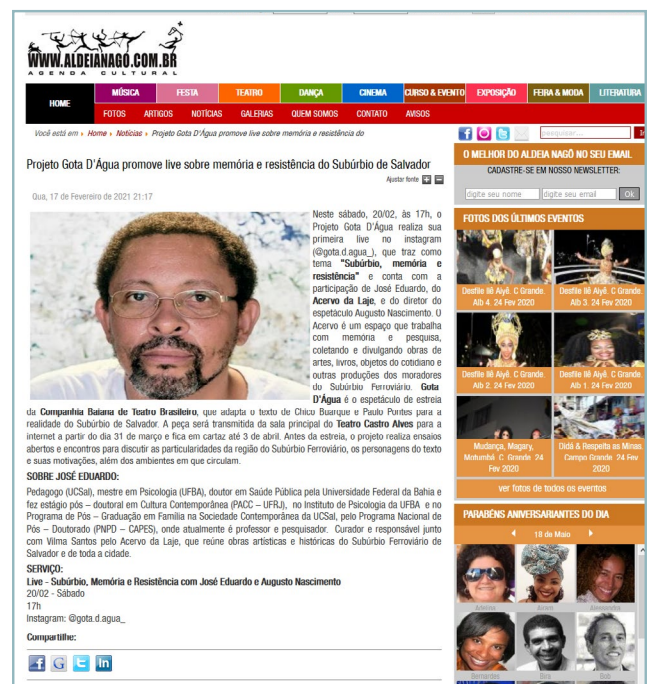 WWW.ALDEIANAGO.COM.BR
AGENDA CULTURAL
HOME
MÚSICA FESTA TEATRO DANÇA CINEMA CURSO & EVENTO EXPOSIÇÃO FEIRA & MODA LITERATURA
FOTOS ARTIGOS NOTÍCIAS GALERIAS QUEM SOMOS CONTATO AVISOS
Você está em Home Notícias Projeto Gota D'Água promove live sobre memória e resistência do
Projeto Gota D'Água promove live sobre memória e resistência do Subúrbio de Salvador
Ajustar fonte
Qua, 17 de Fevereiro de 2021 21:17
Neste sábado, 20/02, às 17h, o
Projeto Gota D'Água realiza sua
primeira live no instagram
(@gota.d.agua_), que traz como
tema "Subúrbio, memória e
resistência" e conta com a
participação de José Eduardo, do
Acervo da Laje, e do diretor do
espetáculo Augusto Nascimento. O
Acervo é um espaço que trabalha
com memória e pesquisa,
coletando e divulgando obras de
artes, livros, objetos do cotidiano e
outras produções dos moradores
do Subúrbio Ferroviário. Gota
D'Água é o espetáculo de estreia
da Companhia Baiana de Teatro Brasileiro, que adapta o texto de Chico Buarque e Paulo Pontes para a
realidade do Subúrbio de Salvador. A peça será transmitida da sala principal do Teatro Castro Alves para a
internet a partir do dia 31 de março e fica em cartaz até 3 de abril. Antes da estreia, o projeto realiza ensaios
abertos e encontros para discutir as particularidades da região do Subúrbio Ferroviário, os personagens do texto
e suas motivações, além dos ambientes em que circulam.
SOBRE JOSÉ EDUARDO:
Pedagogo (UCSal), mestre em Psicologia (UFBA), doutor em Saúde Pública pela Universidade Federal da Bahia e
fez estágio pós – doutoral em Cultura Contemporânea (PACC – UFRJ), no Instituto de Psicologia da UFBA e no
Programa de Pós – Graduação em Família na Sociedade Contemporânea da UCSal, pelo Programa Nacional de
Pós – Doutorado (PNPD – CAPES), onde atualmente é professor e pesquisador. Curador e responsável junto
com Vilma Santos pelo Acervo da Laje, que reúne obras artísticas e históricas do Subúrbio Ferroviário de
Salvador e de toda a cidade.
SERVIÇO:
Live - Subúrbio, Memória e Resistência com José Eduardo e Augusto Nascimento
20/02 - Sábado
17h
Instagram: @gota.d.agua_
Compartilhe:
pesquisar...
O MELHOR DO ALDEIA NAGÔ NO SEU EMAIL
CADASTRE-SE EM NOSSO NEWSLETTER:
digite seu nome digite seu email Ok
FOTOS DOS ÚLTIMOS EVENTOS
Desfile Ilê Aiyê. C Grande.
Alb 4. 24 Fev 2020
Desfile Ilê Aiyê. C Grande.
Alb 3. 24 Fev 2020
Desfile Ilê Aiyê. C Grande.
Alb 2. 24 Fev 2020
Desfile Ilê Aiyê. C Grande.
Alb 1. 24 Fev 2020
Mudança, Magary,
Motumbá. C. Grande. 24
Fev 2020
Didá & Respeita as Minas.
Campo Grande. 24 Fev
2020
ver fotos de todos os eventos
PARABÉNS ANIVERSARIANTES DO DIA
18 de Maio
Adelina Airam Alessandra
Bernardes Bira Bob